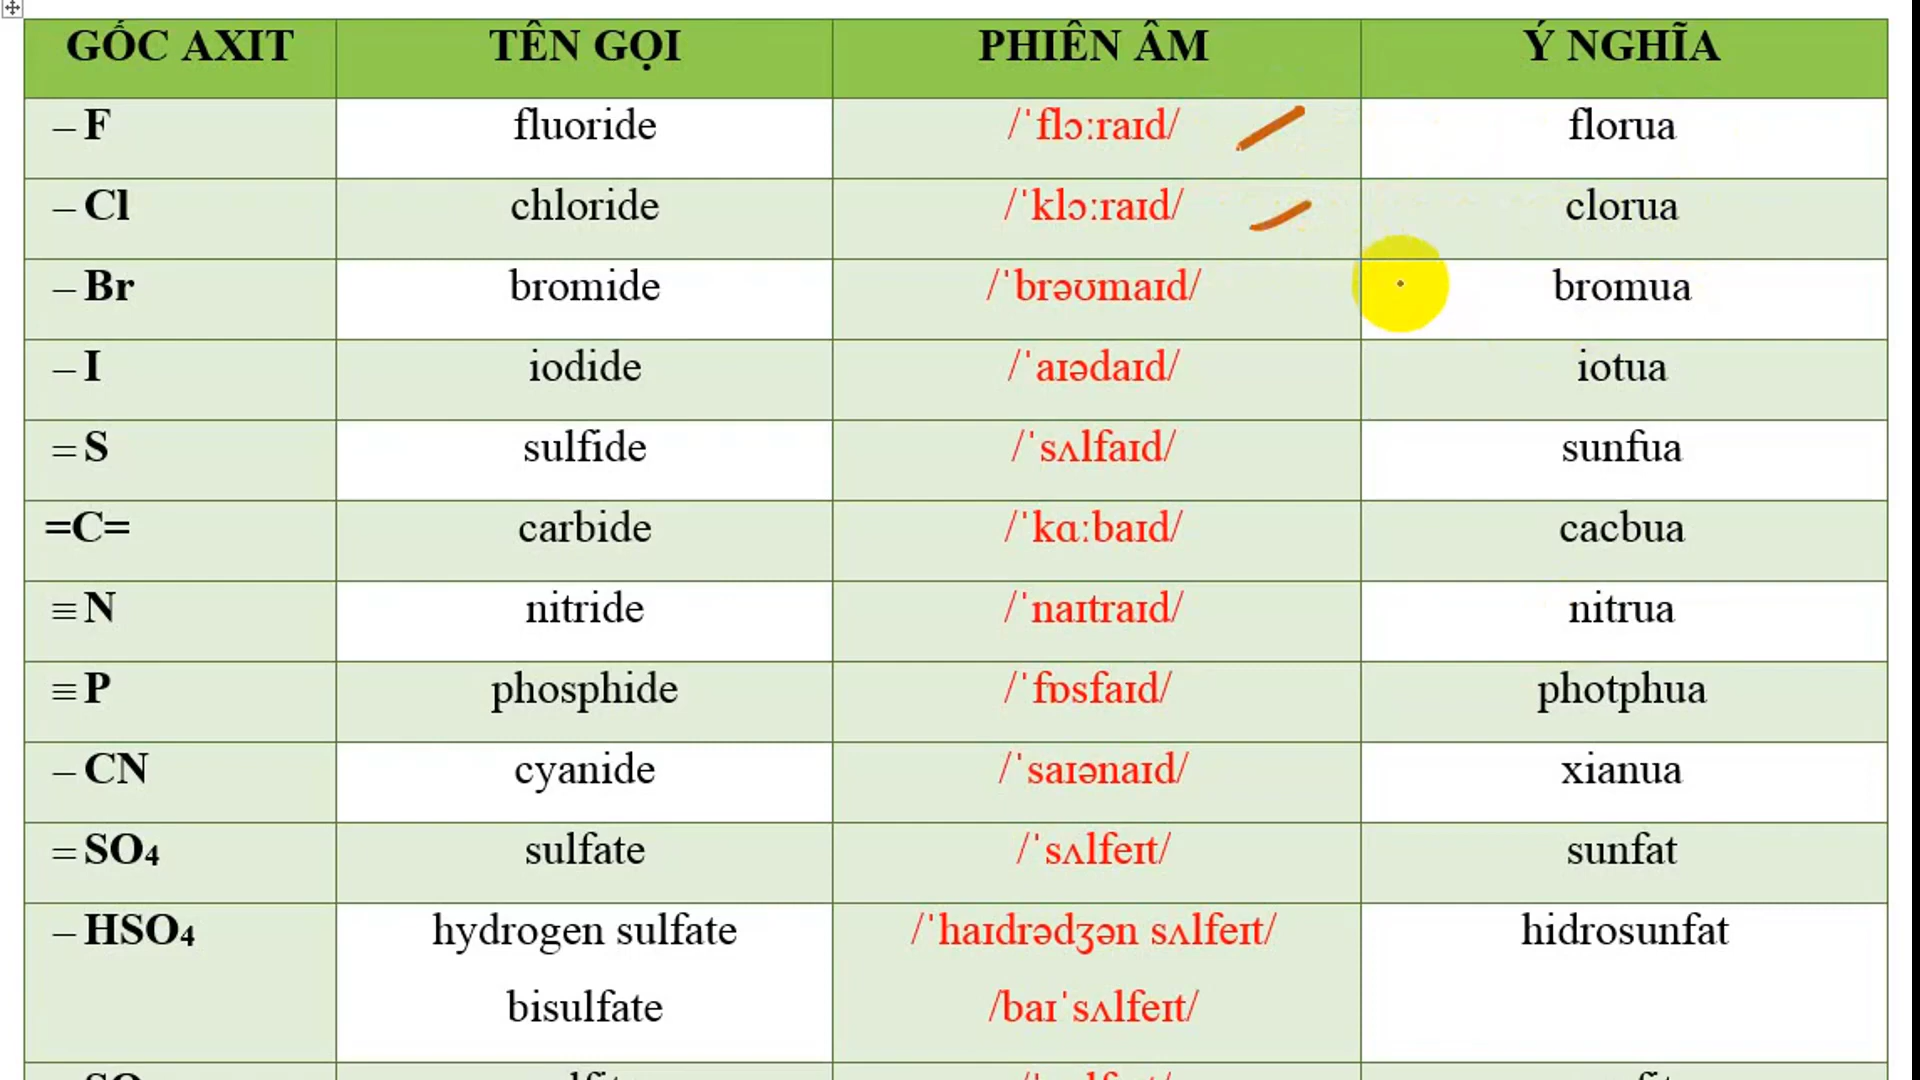 GỐC AXIT TÊN GỌI PHIÊN ÂM Ý NGHĨA
– F fluoride /ˈflɔːraɪd/ florua
– Cl chloride /ˈklɔːraɪd/ clorua
– Br bromide /ˈbrəʊmaɪd/ bromua
– I iodide /ˈaɪədaɪd/ iotua
= S sulfide /ˈsʌlfaɪd/ sunfua
=C= carbide /ˈkɑːbaɪd/ cacbua
≡ N nitride /ˈnaɪtraɪd/ nitrua
≡ P phosphide /ˈfɒsfaɪd/ photphua
– CN cyanide /ˈsaɪənaɪd/ xianua
= SO₄ sulfate /ˈsʌlfeɪt/ sunfat
– HSO₄ hydrogen sulfate /ˈhaɪdrədʒən sʌlfeɪt/ hidrosunfat
bisulfate /baɪˈsʌlfeɪt/